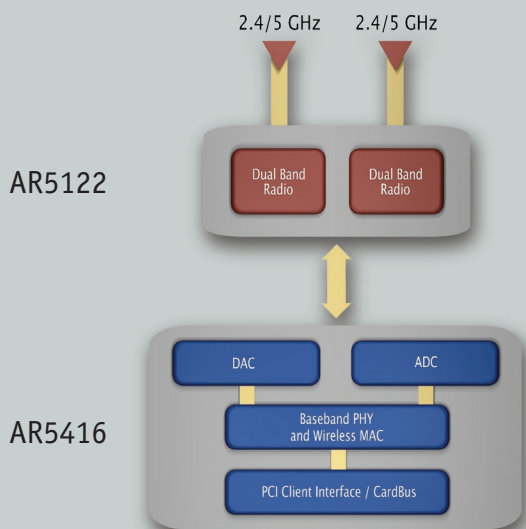 2.4/5 GHz 2.4/5 GHz
AR5122
Dual Band
Radio
Dual Band
Radio
DAC
ADC
AR5416
Baseband PHY
and Wireless MAC
PCI Client Interface / CardBus